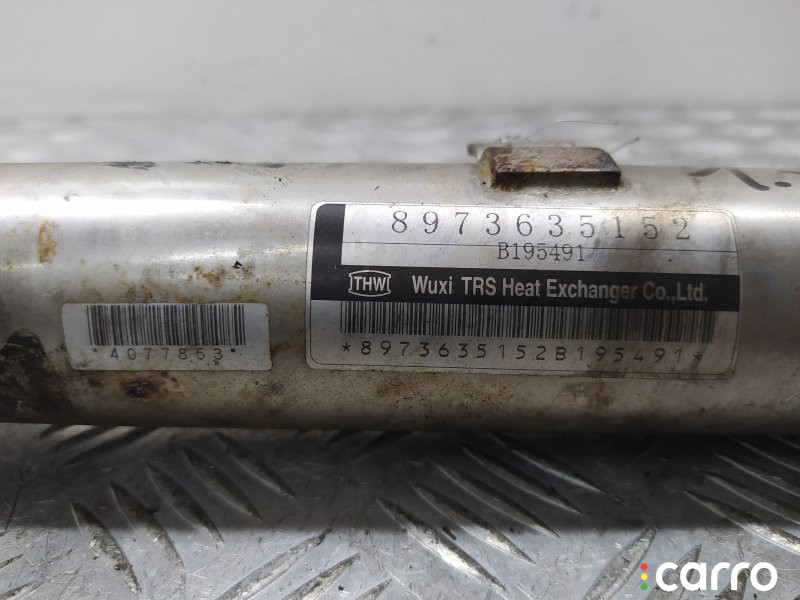 8973635152
B195491
THW Wuxi TRS Heat Exchanger Co.,Ltd.
*8973635152B195491*
*4077853*
carro